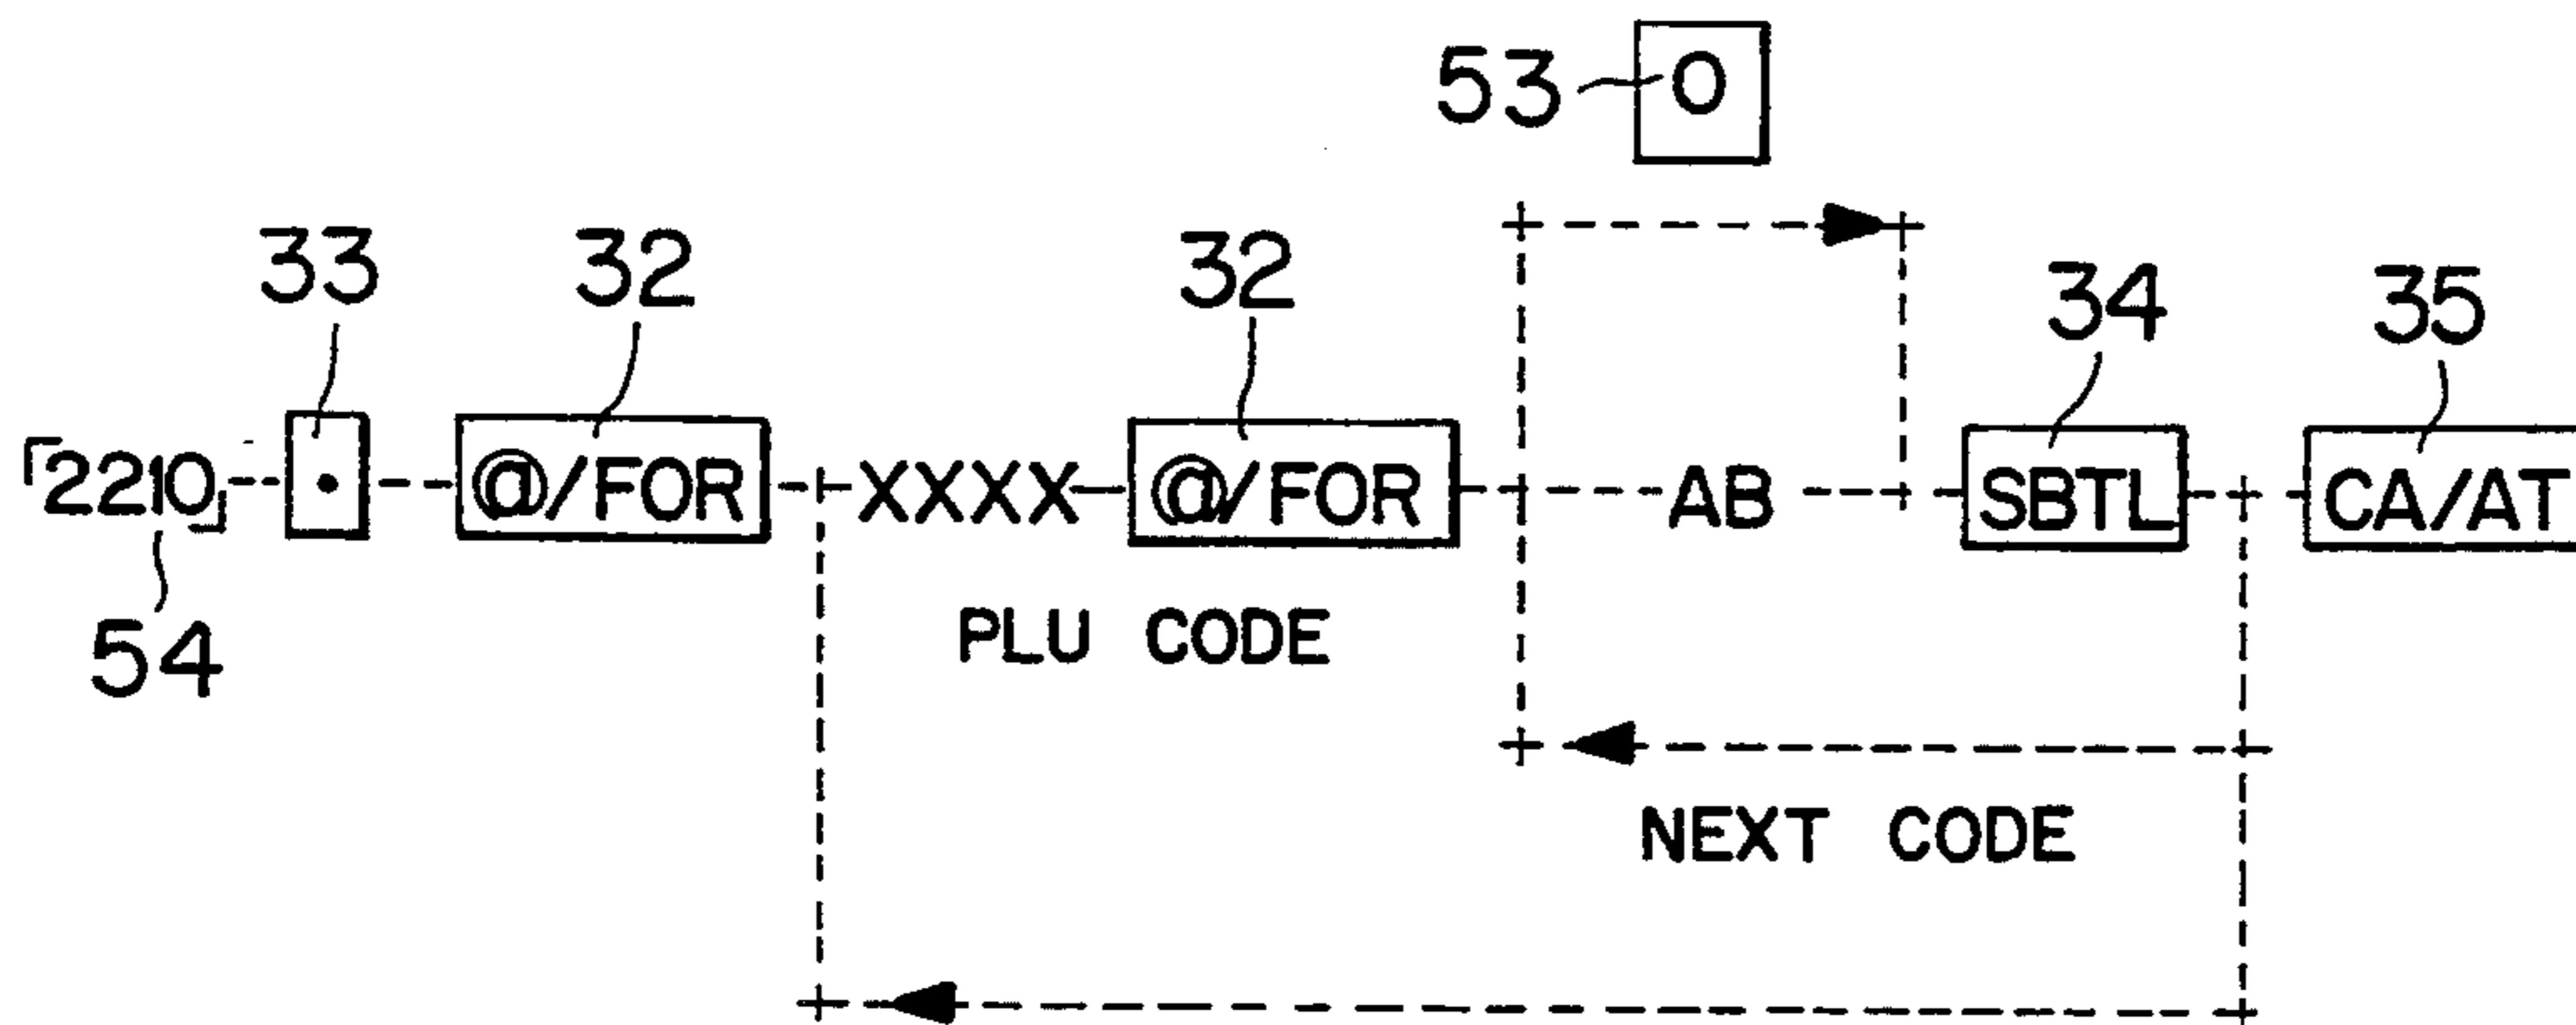 53 O
33 32 32 34 35
「2210」 • @/FOR XXXX @/FOR AB SBTL CA/AT
54 PLU CODE
NEXT CODE